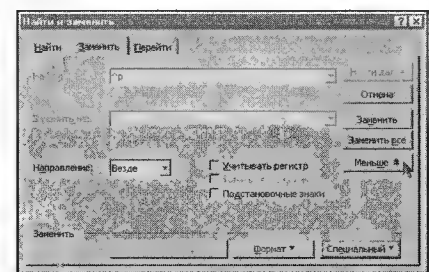 Найти и заменить
Найти Заменить Перейти
^p
Отмена
Заменить
Заменить все
Направление: Везде Учитывать регистр Меньше
Подстановочные знаки
Заменить
Формат Специальный